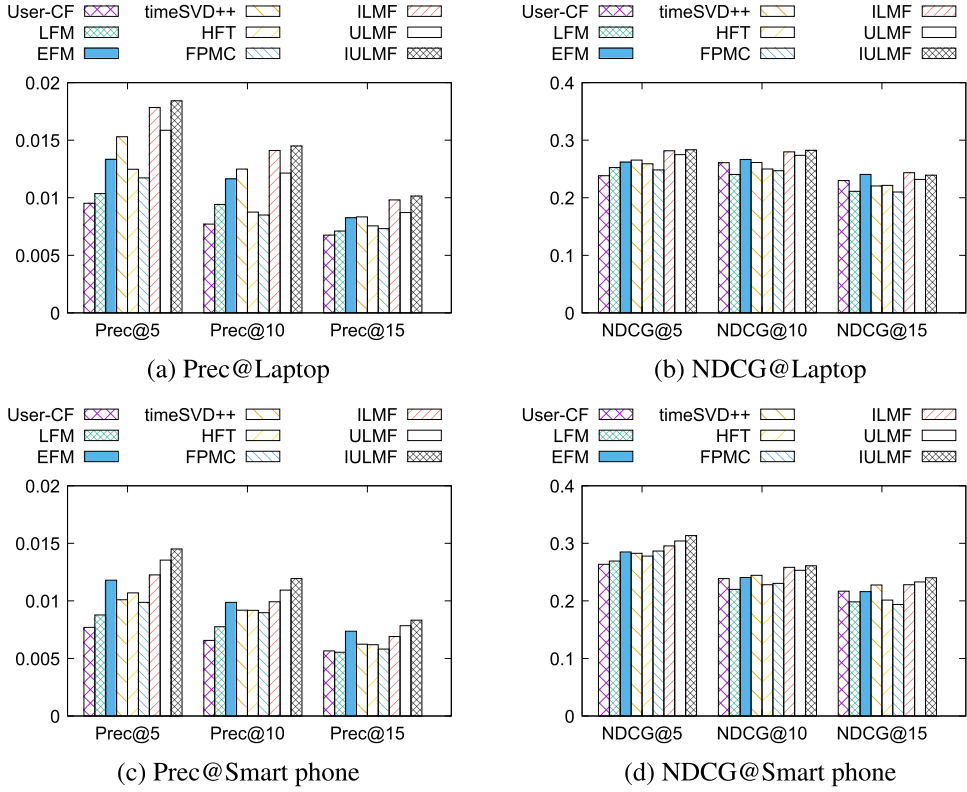 User-CF timeSVD++ ILMF
LFM HFT ULMF
EFM FPMC IULMF
0.02
0.015
0.01
0.005
0
Prec@5 Prec@10 Prec@15
(a) Prec@Laptop
User-CF timeSVD++ ILMF
LFM HFT ULMF
EFM FPMC IULMF
0.4
0.3
0.2
0.1
0
NDCG@5 NDCG@10 NDCG@15
(b) NDCG@Laptop
User-CF timeSVD++ ILMF
LFM HFT ULMF
EFM FPMC IULMF
0.02
0.015
0.01
0.005
0
Prec@5 Prec@10 Prec@15
(c) Prec@Smart phone
User-CF timeSVD++ ILMF
LFM HFT ULMF
EFM FPMC IULMF
0.4
0.3
0.2
0.1
0
NDCG@5 NDCG@10 NDCG@15
(d) NDCG@Smart phone